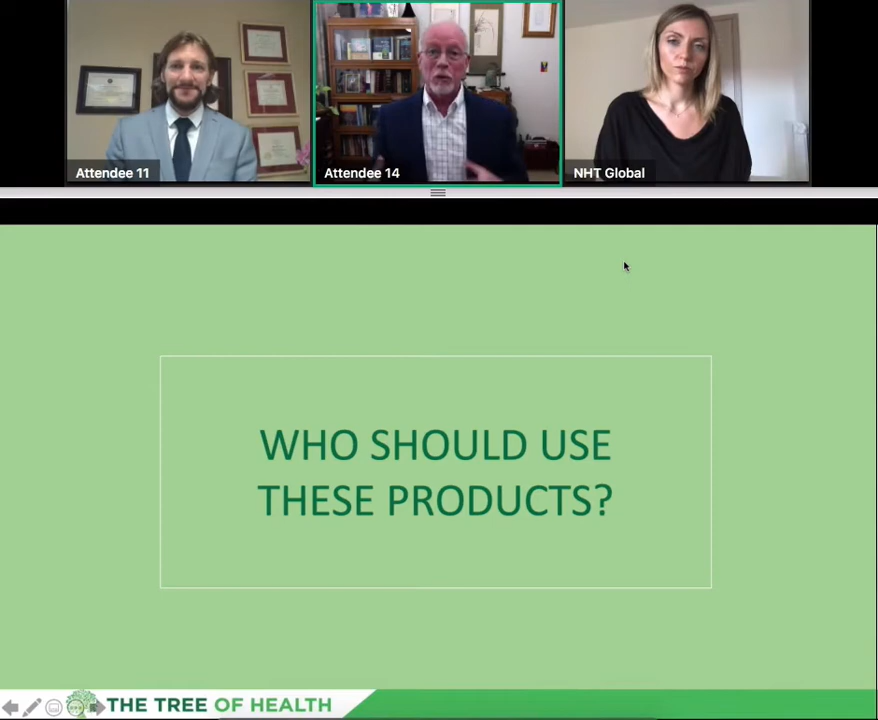 Attendee 11
Attendee 14
NHT Global
WHO SHOULD USE
THESE PRODUCTS?
THE TREE OF HEALTH